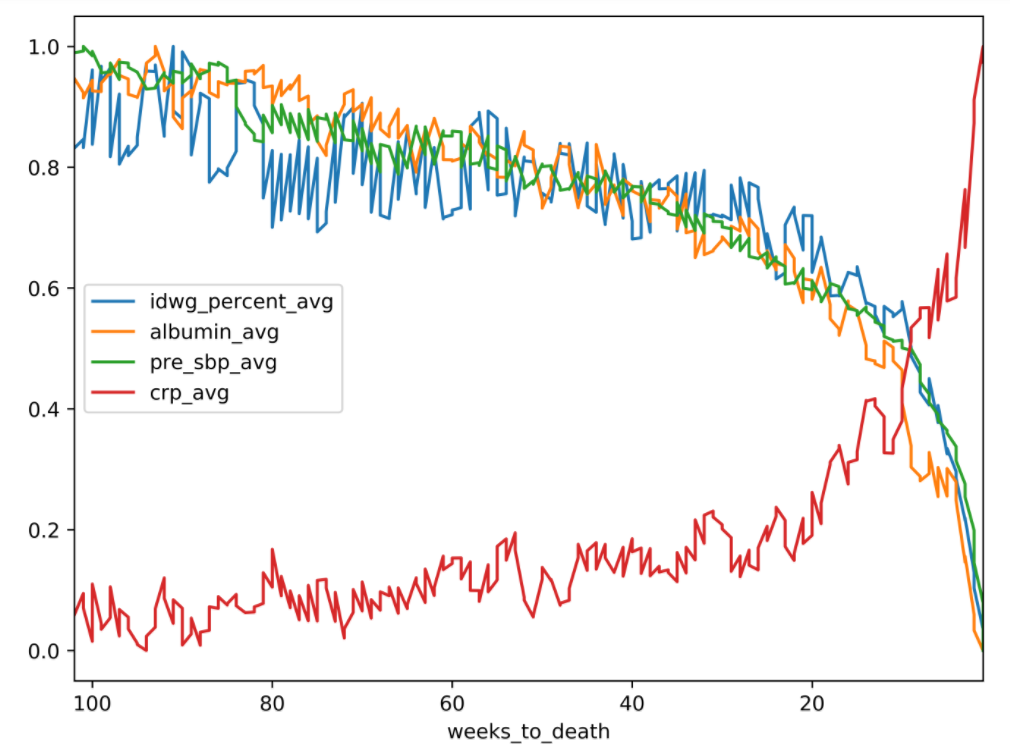 1.0
0.8
0.6
0.4
0.2
0.0
idwg_percent_avg
albumin_avg
pre_sbp_avg
crp_avg
100 80 60 40 20
weeks_to_death